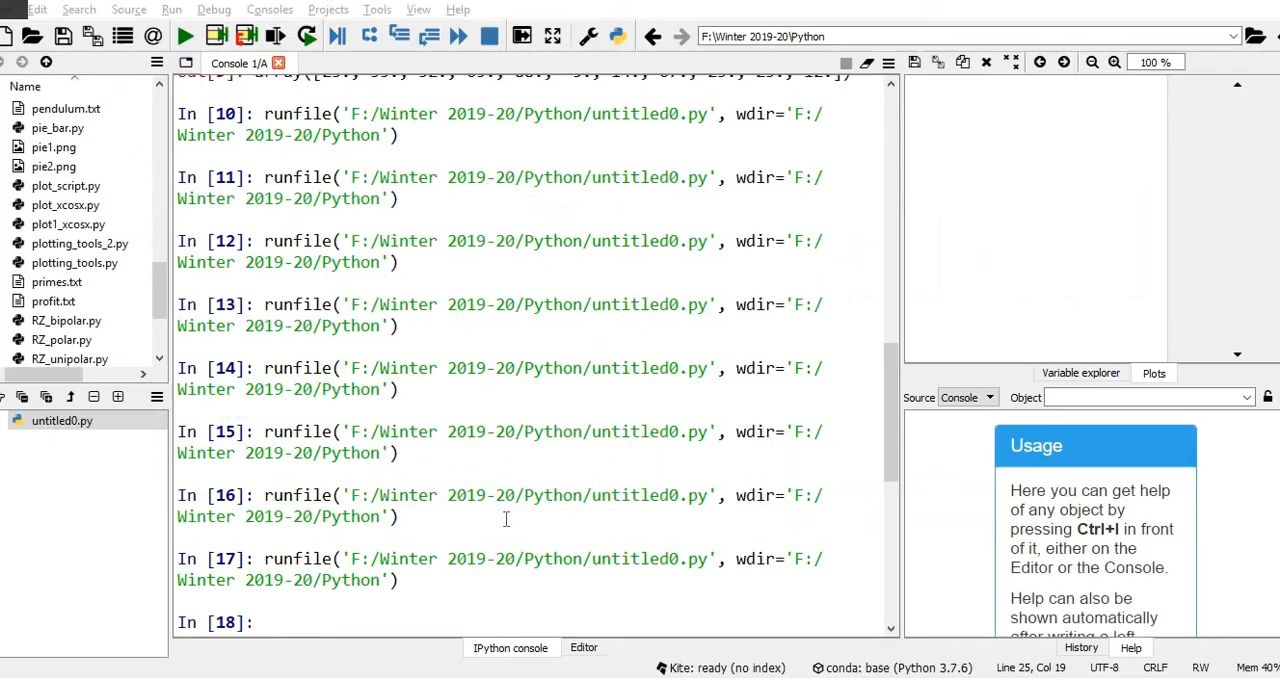 Edit Search Source Run Debug Consoles Projects Tools View Help
F:\Winter 2019-20\Python
Console 1/A
100 %
Name
pendulum.txt
pie_bar.py
pie1.png
pie2.png
plot_script.py
plot_xcosx.py
plot1_xcosx.py
plotting_tools_2.py
plotting_tools.py
primes.txt
profit.txt
RZ_bipolar.py
RZ_polar.py
RZ_unipolar.py
untitled0.py
In [10]: runfile('F:/Winter 2019-20/Python/untitled0.py', wdir='F:/
Winter 2019-20/Python')
In [11]: runfile('F:/Winter 2019-20/Python/untitled0.py', wdir='F:/
Winter 2019-20/Python')
In [12]: runfile('F:/Winter 2019-20/Python/untitled0.py', wdir='F:/
Winter 2019-20/Python')
In [13]: runfile('F:/Winter 2019-20/Python/untitled0.py', wdir='F:/
Winter 2019-20/Python')
In [14]: runfile('F:/Winter 2019-20/Python/untitled0.py', wdir='F:/
Winter 2019-20/Python')
In [15]: runfile('F:/Winter 2019-20/Python/untitled0.py', wdir='F:/
Winter 2019-20/Python')
In [16]: runfile('F:/Winter 2019-20/Python/untitled0.py', wdir='F:/
Winter 2019-20/Python')
In [17]: runfile('F:/Winter 2019-20/Python/untitled0.py', wdir='F:/
Winter 2019-20/Python')
In [18]:
IPython console Editor
Variable explorer Plots
Source Console Object
Usage
Here you can get help
of any object by
pressing Ctrl+I in front
of it, either on the
Editor or the Console.
Help can also be
shown automatically
after writing a left
History Help
Kite: ready (no index) conda: base (Python 3.7.6) Line 25, Col 19 UTF-8 CRLF RW Mem 40%